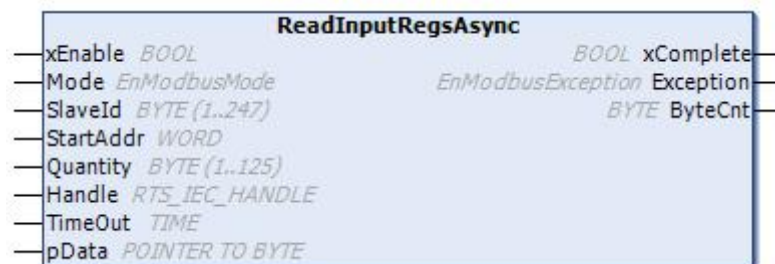 ReadInputRegsAsync
xEnable BOOL BOOL xComplete
Mode EnModbusMode EnModbusException Exception
SlaveId BYTE (1..247) BYTE ByteCnt
StartAddr WORD
Quantity BYTE (1..125)
Handle RTS_IEC_HANDLE
TimeOut TIME
pData POINTER TO BYTE